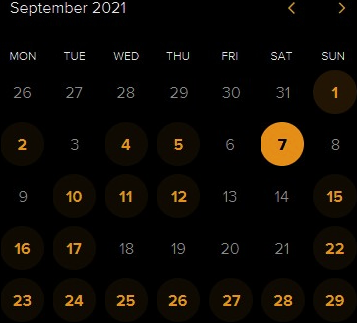 September 2021
MON TUE WED THU FRI SAT SUN
26 27 28 29 30 31 1
2 3 4 5 6 7 8
9 10 11 12 13 14 15
16 17 18 19 20 21 22
23 24 25 26 27 28 29